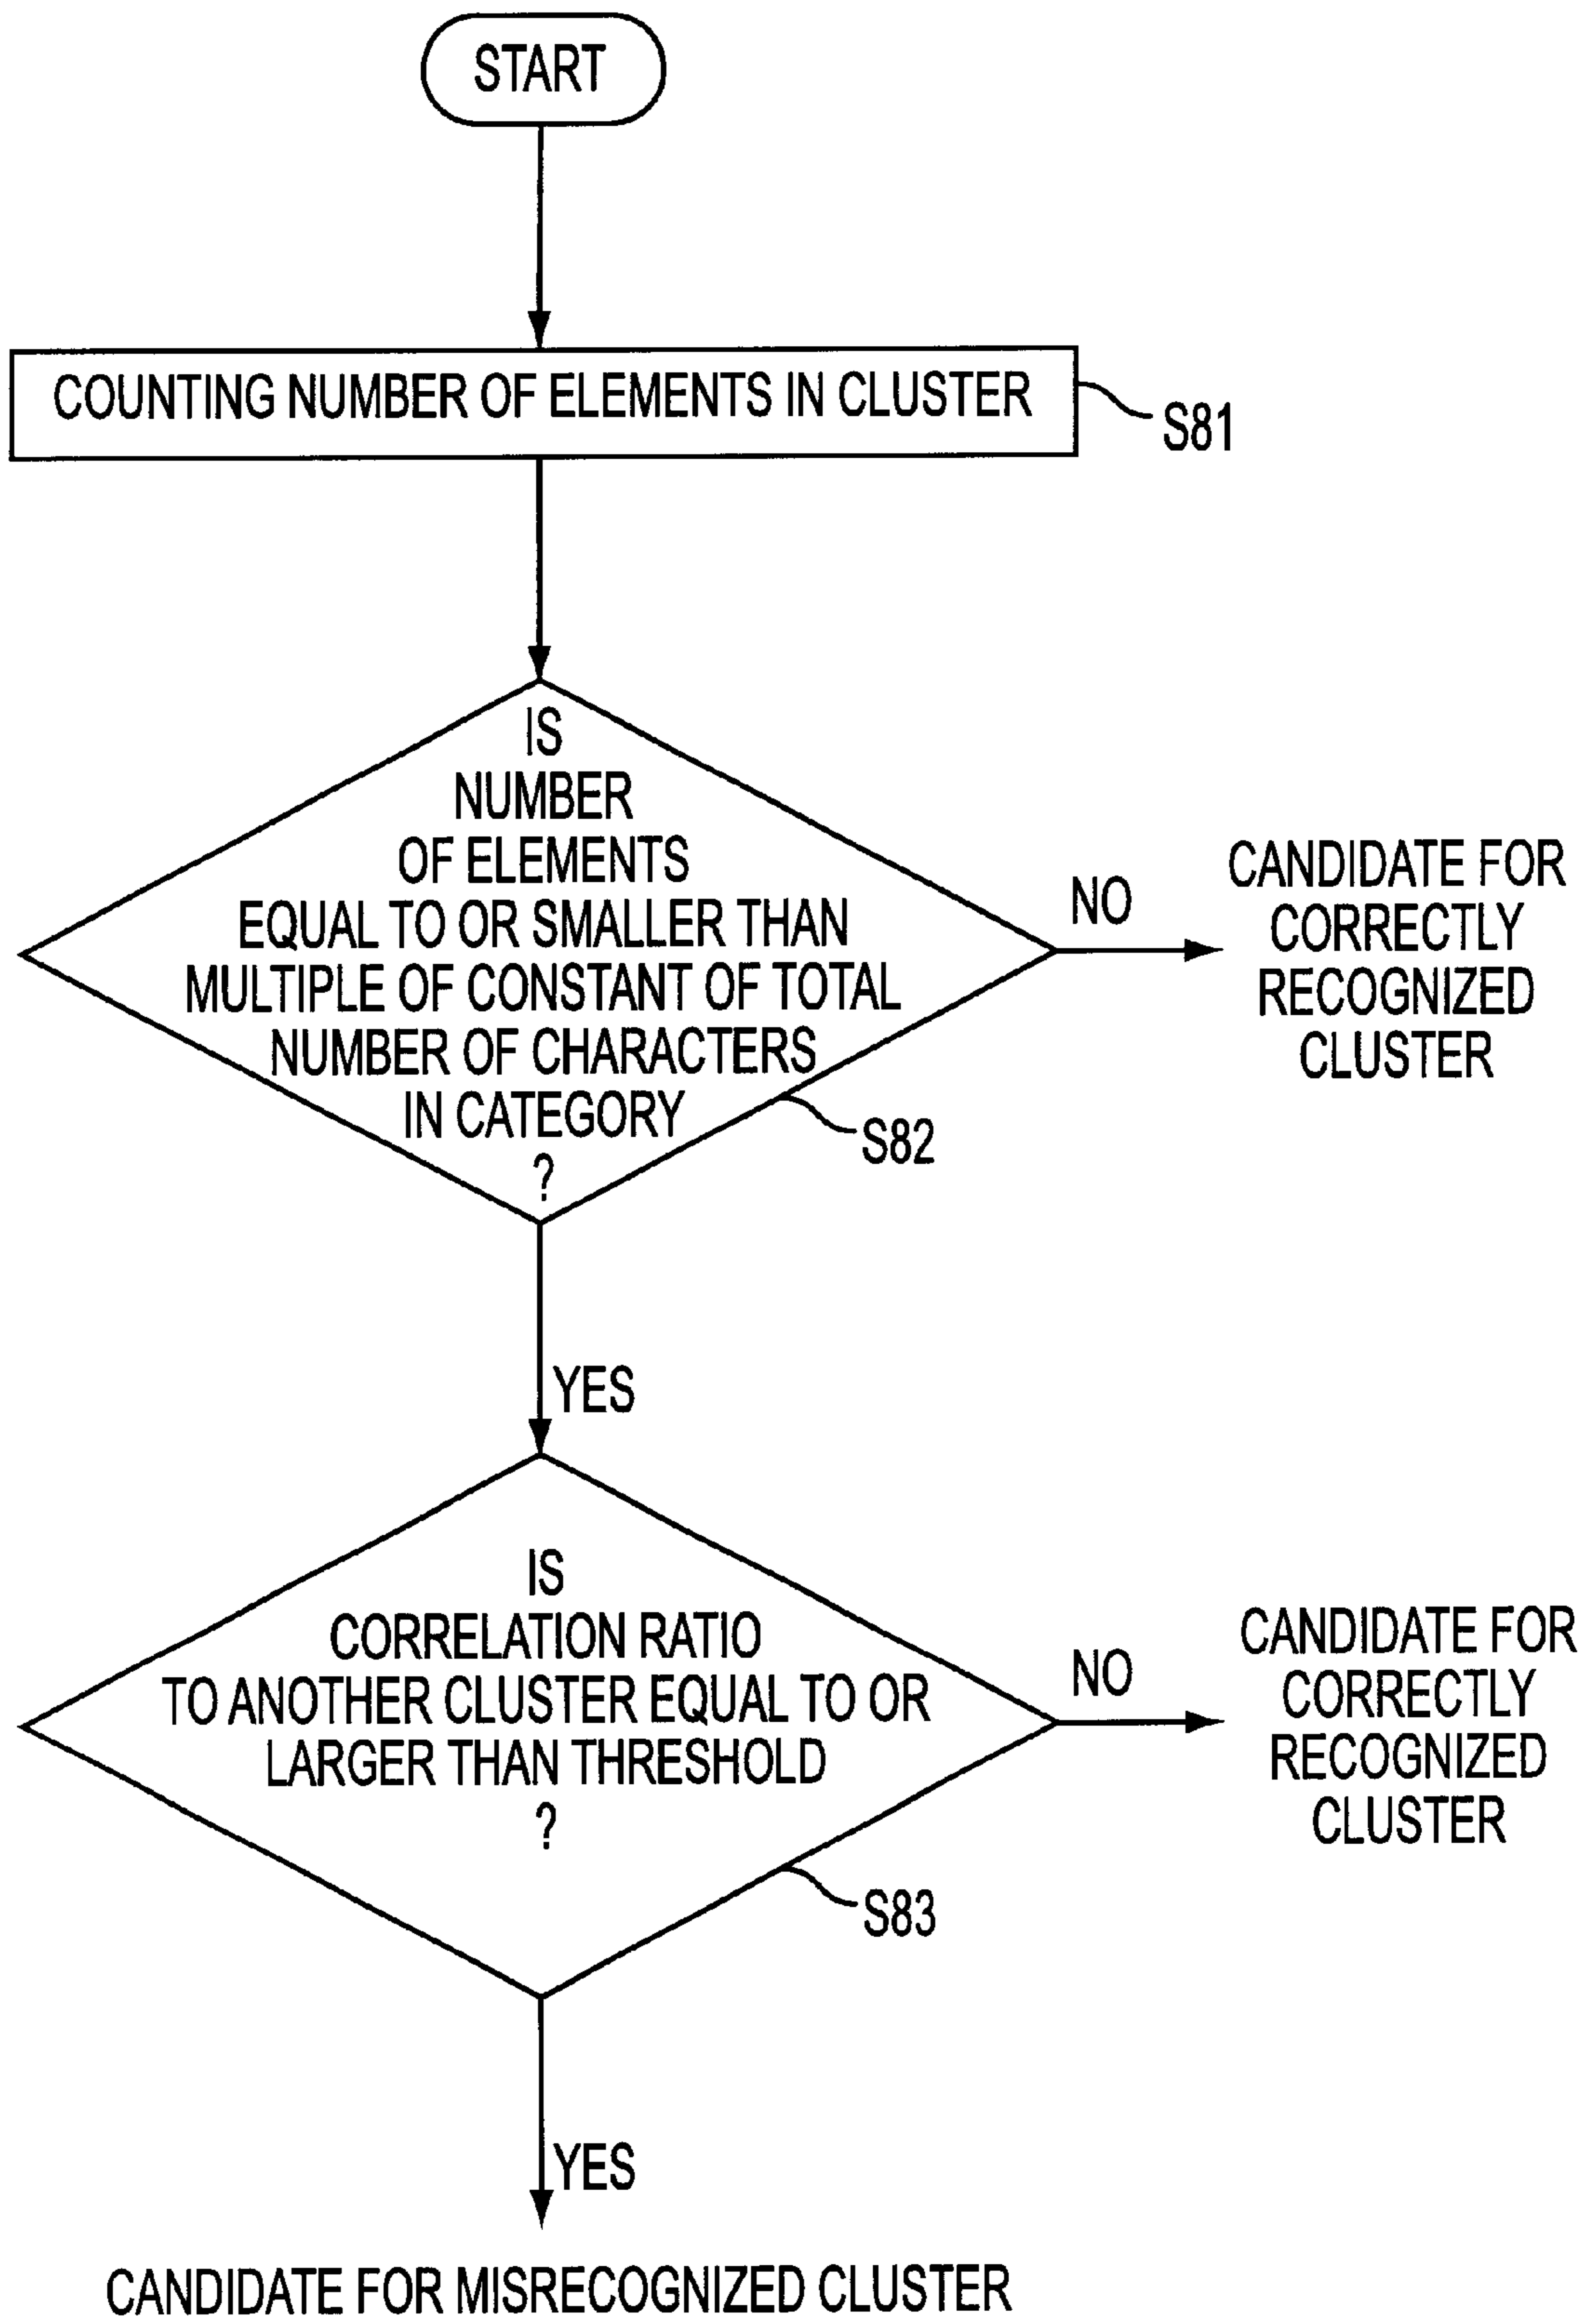 START
COUNTING NUMBER OF ELEMENTS IN CLUSTER
S81
IS
NUMBER
OF ELEMENTS
EQUAL TO OR SMALLER THAN
MULTIPLE OF CONSTANT OF TOTAL
NUMBER OF CHARACTERS
IN CATEGORY
?
S82
NO
CANDIDATE FOR
CORRECTLY
RECOGNIZED
CLUSTER
YES
IS
CORRELATION RATIO
TO ANOTHER CLUSTER EQUAL TO OR
LARGER THAN THRESHOLD
?
S83
NO
CANDIDATE FOR
CORRECTLY
RECOGNIZED
CLUSTER
YES
CANDIDATE FOR MISRECOGNIZED CLUSTER